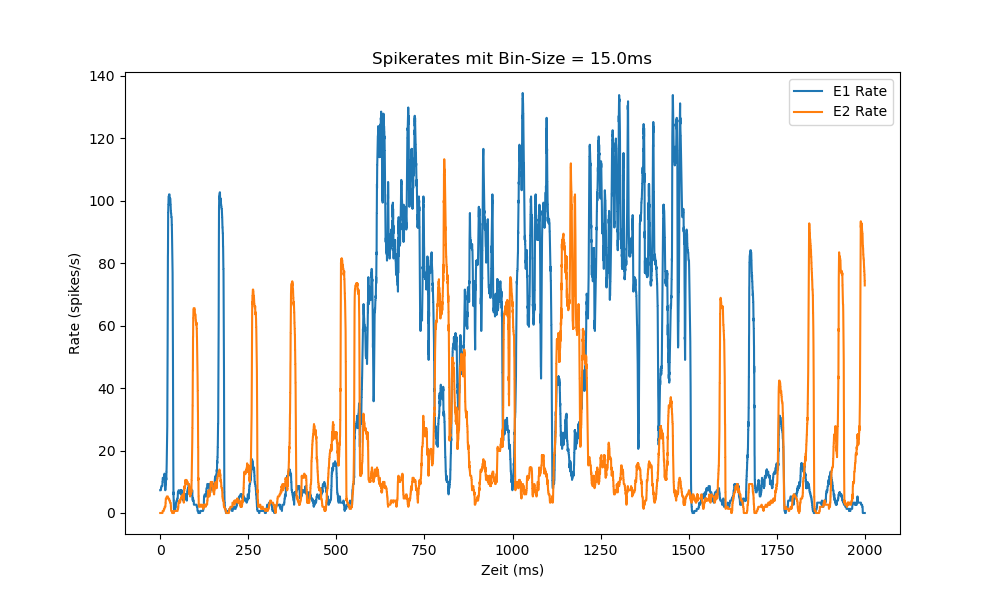 Spikerates mit Bin-Size = 15.0ms
E1 Rate
E2 Rate
140
120
100
80
60
40
20
0
Rate (spikes/s)
0 250 500 750 1000 1250 1500 1750 2000
Zeit (ms)